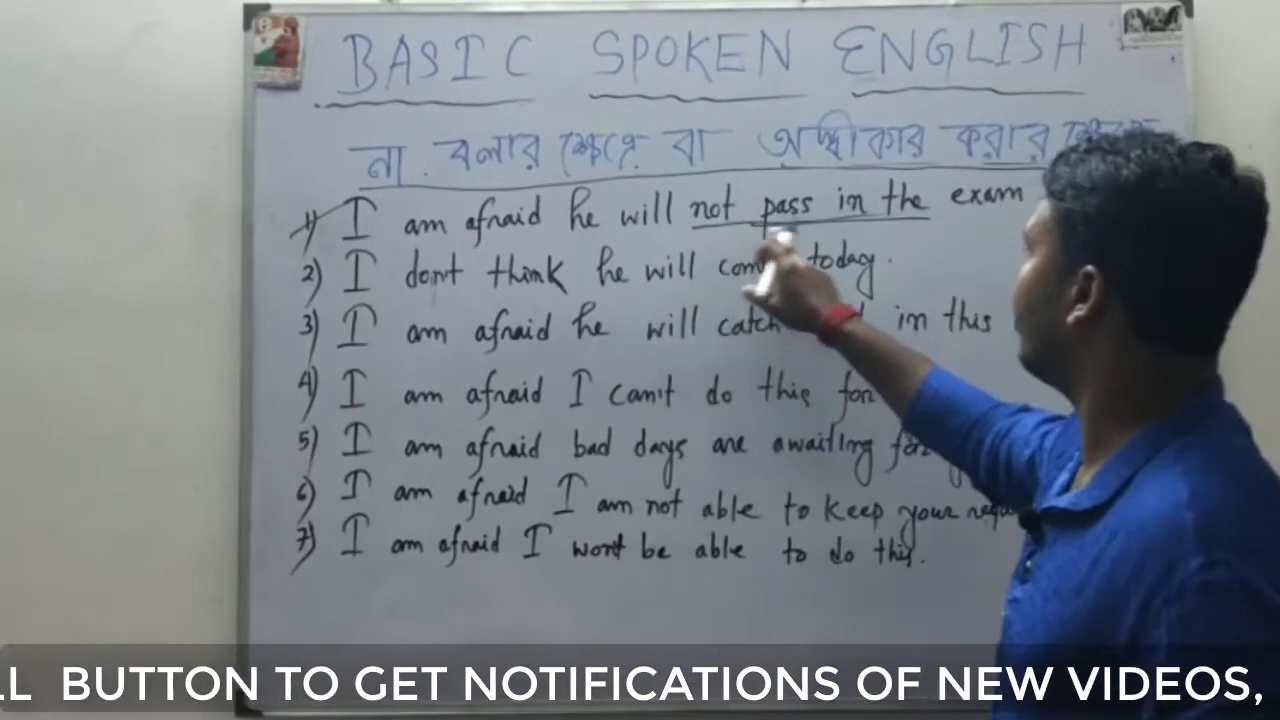 BASIC SPOKEN ENGLISH
না বলার ক্ষেত্রে বা অস্বীকার করার ক্ষেত্রে
1) I am afraid he will not pass in the exam
2) I don't think he will come today.
3) I am afraid he will catch in this
4) I am afraid I can't do this for
5) I am afraid bad days are awaiting for
6) I am afraid I am not able to keep your
7) I am afraid I won't be able to do this.
BUTTON TO GET NOTIFICATIONS OF NEW VIDEOS,